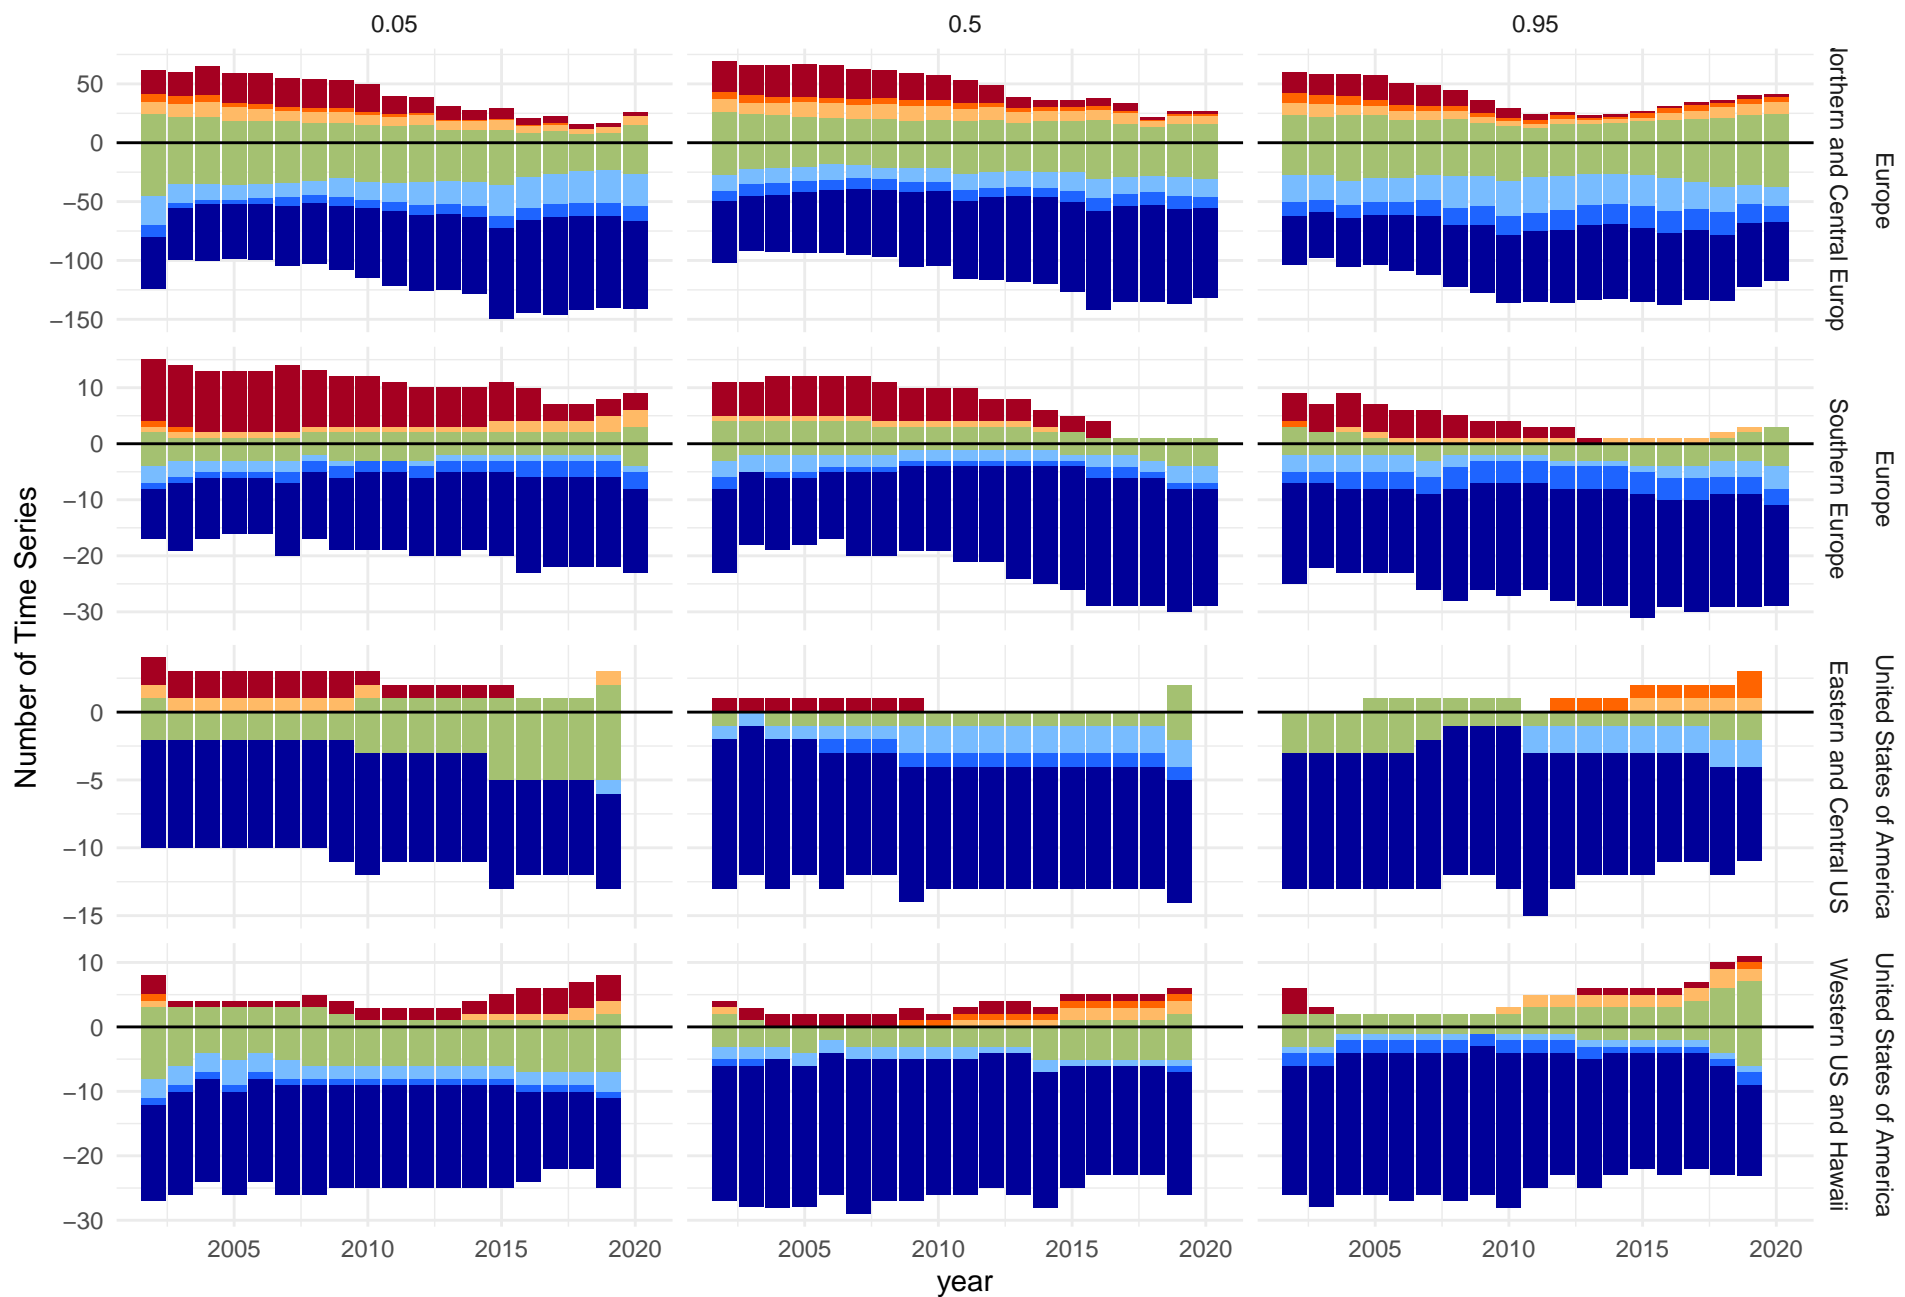 0.05 0.5 0.95
50
0
−50
−100
−150
orthern and Central Europ
Europe
10
0
−10
−20
−30
Southern Europe
Europe
Number of Time Series
0
−5
−10
−15
Eastern and Central US
United States of America
10
0
−10
−20
−30
Western US and Hawaii
United States of America
2005 2010 2015 2020 2005 2010 2015 2020 2005 2010 2015 2020
year